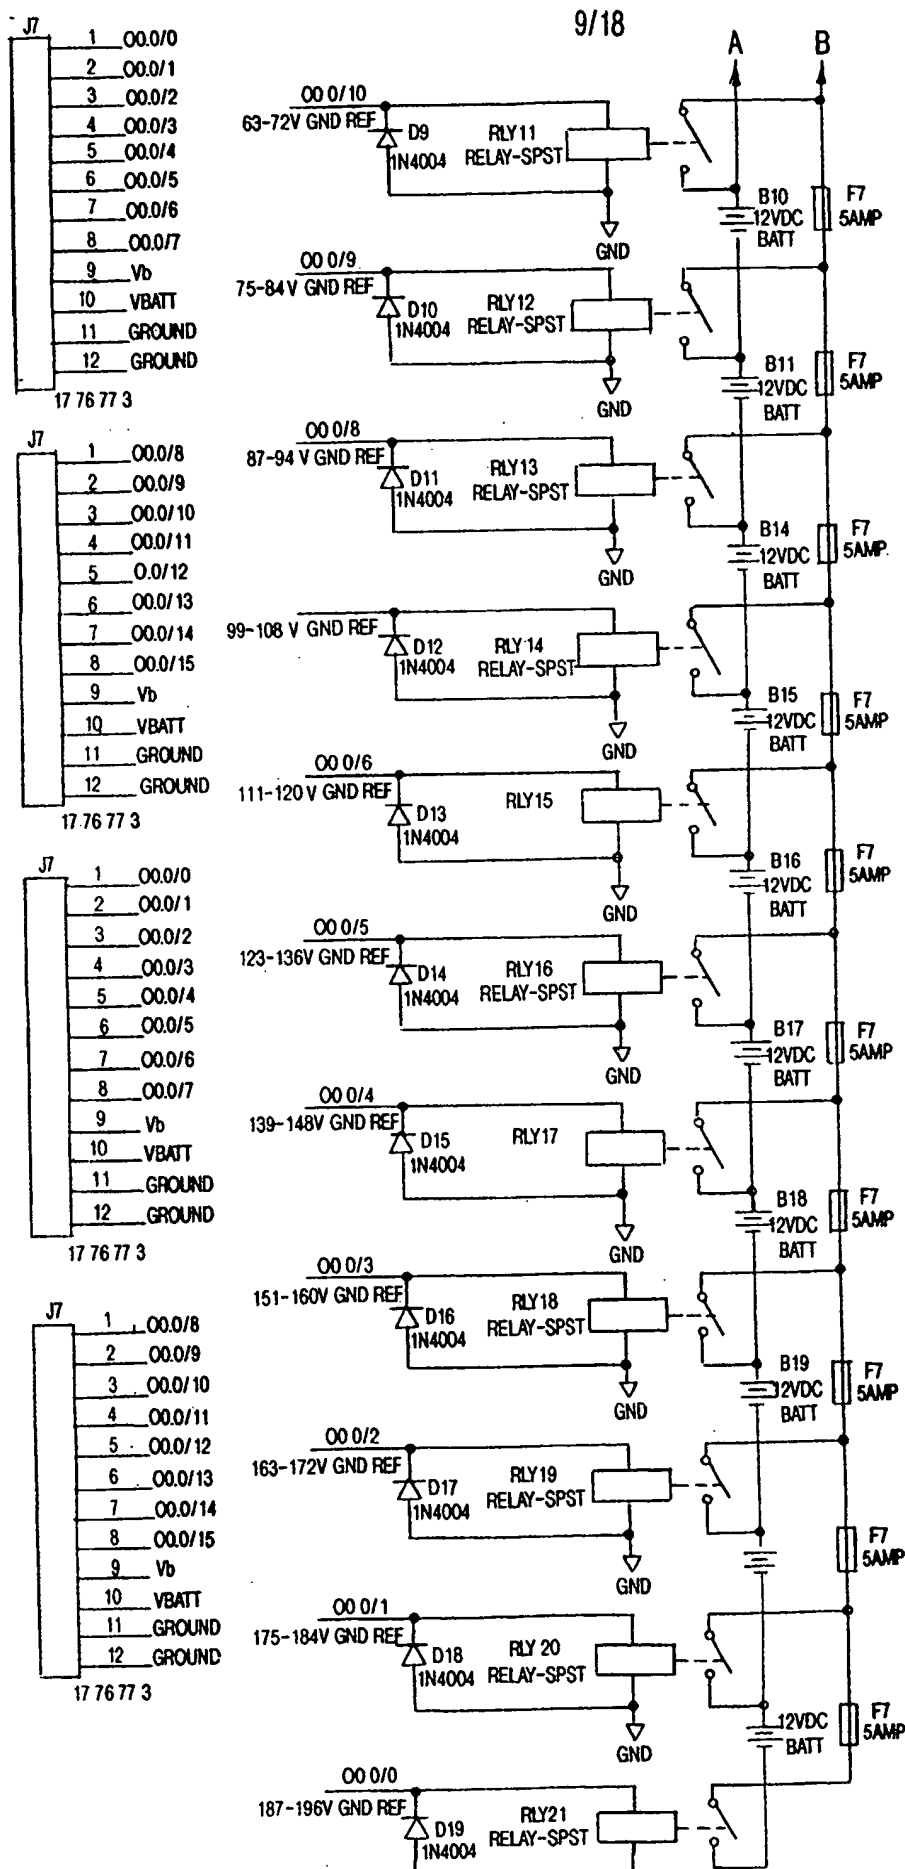 9/18
J7
1 O0.0/0
2 O0.0/1
3 O0.0/2
4 O0.0/3
5 O0.0/4
6 O0.0/5
7 O0.0/6
8 O0.0/7
9 Vb
10 VBATT
11 GROUND
12 GROUND
17 76 77 3
J7
1 O0.0/8
2 O0.0/9
3 O0.0/10
4 O0.0/11
5 O.0/12
6 O0.0/13
7 O0.0/14
8 O0.0/15
9 Vb
10 VBATT
11 GROUND
12 GROUND
17 76 77 3
J7
1 O0.0/0
2 O0.0/1
3 O0.0/2
4 O0.0/3
5 O0.0/4
6 O0.0/5
7 O0.0/6
8 O0.0/7
9 Vb
10 VBATT
11 GROUND
12 GROUND
17 76 77 3
J7
1 O0.0/8
2 O0.0/9
3 O0.0/10
4 O0.0/11
5 O0.0/12
6 O0.0/13
7 O0.0/14
8 O0.0/15
9 Vb
10 VBATT
11 GROUND
12 GROUND
17 76 77 3
A B
O0 0/10
63-72V GND REF
D9
1N4004
RLY11
RELAY-SPST
GND
B10
12VDC
BATT
F7
5AMP
O0 0/9
75-84V GND REF
D10
1N4004
RLY12
RELAY-SPST
GND
B11
12VDC
BATT
F7
5AMP
O0 0/8
87-94 V GND REF
D11
1N4004
RLY13
RELAY-SPST
GND
B14
12VDC
BATT
F7
5AMP
99-108 V GND REF
D12
1N4004
RLY14
RELAY-SPST
GND
B15
12VDC
BATT
F7
5AMP
O0 0/6
111-120 V GND REF
D13
1N4004
RLY15
GND
B16
12VDC
BATT
F7
5AMP
O0 0/5
123-136V GND REF
D14
1N4004
RLY16
RELAY-SPST
GND
B17
12VDC
BATT
F7
5AMP
O0 0/4
139-148V GND REF
D15
1N4004
RLY17
GND
B18
12VDC
BATT
F7
5AMP
O0 0/3
151-160V GND REF
D16
1N4004
RLY18
RELAY-SPST
GND
B19
12VDC
BATT
F7
5AMP
O0 0/2
163-172V GND REF
D17
1N4004
RLY19
RELAY-SPST
GND
F7
5AMP
O0 0/1
175-184V GND REF
D18
1N4004
RLY 20
RELAY-SPST
GND
12VDC
BATT
F7
5AMP
O0 0/0
187-196V GND REF
D19
1N4004
RLY21
RELAY-SPST